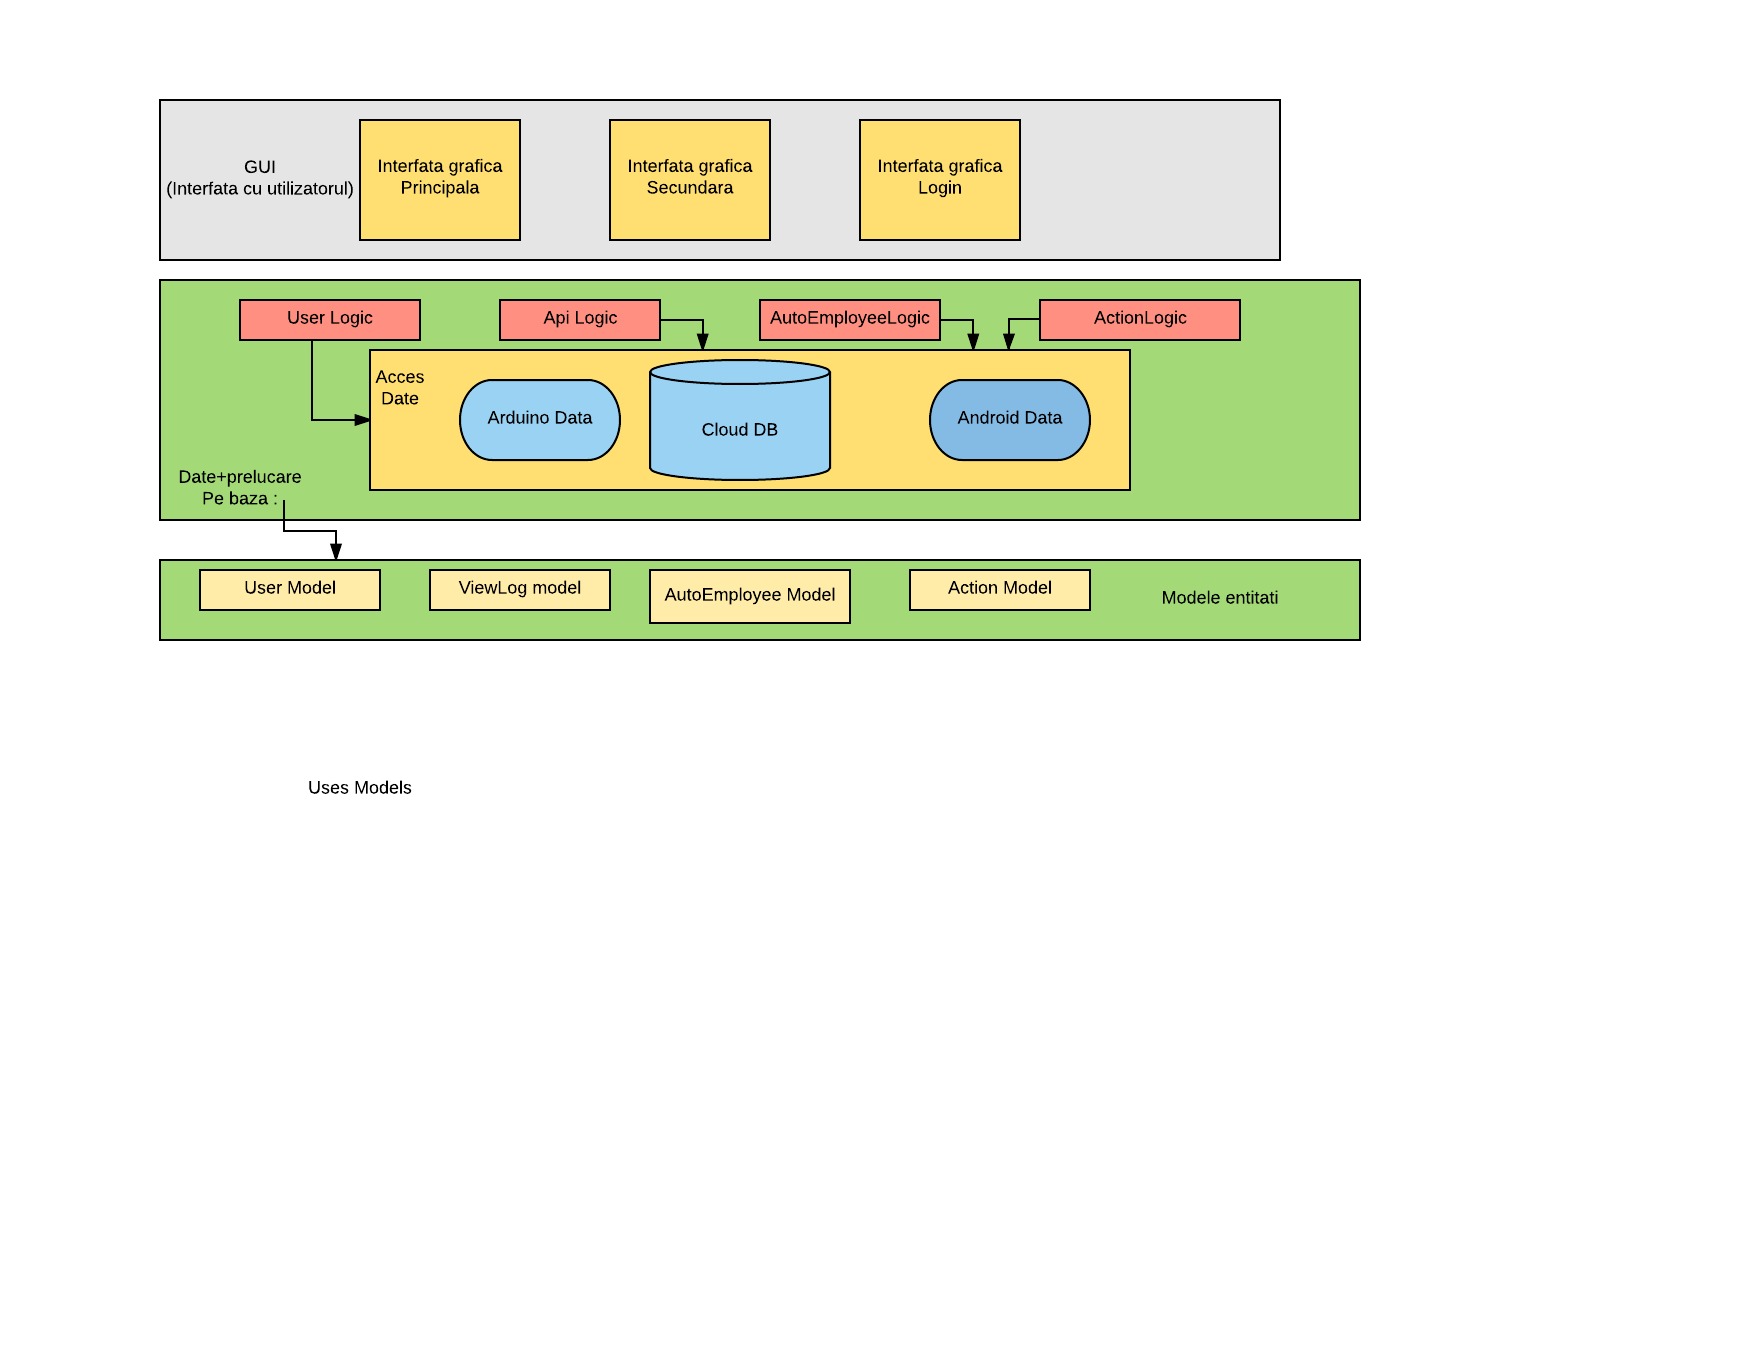 GUI
(Interfata cu utilizatorul)
Interfata grafica
Principala
Interfata grafica
Secundara
Interfata grafica
Login
User Logic
Api Logic
AutoEmployeeLogic
ActionLogic
Acces
Date
Arduino Data
Cloud DB
Android Data
Date+prelucare
Pe baza :
User Model
ViewLog model
AutoEmployee Model
Action Model
Modele entitati
Uses Models